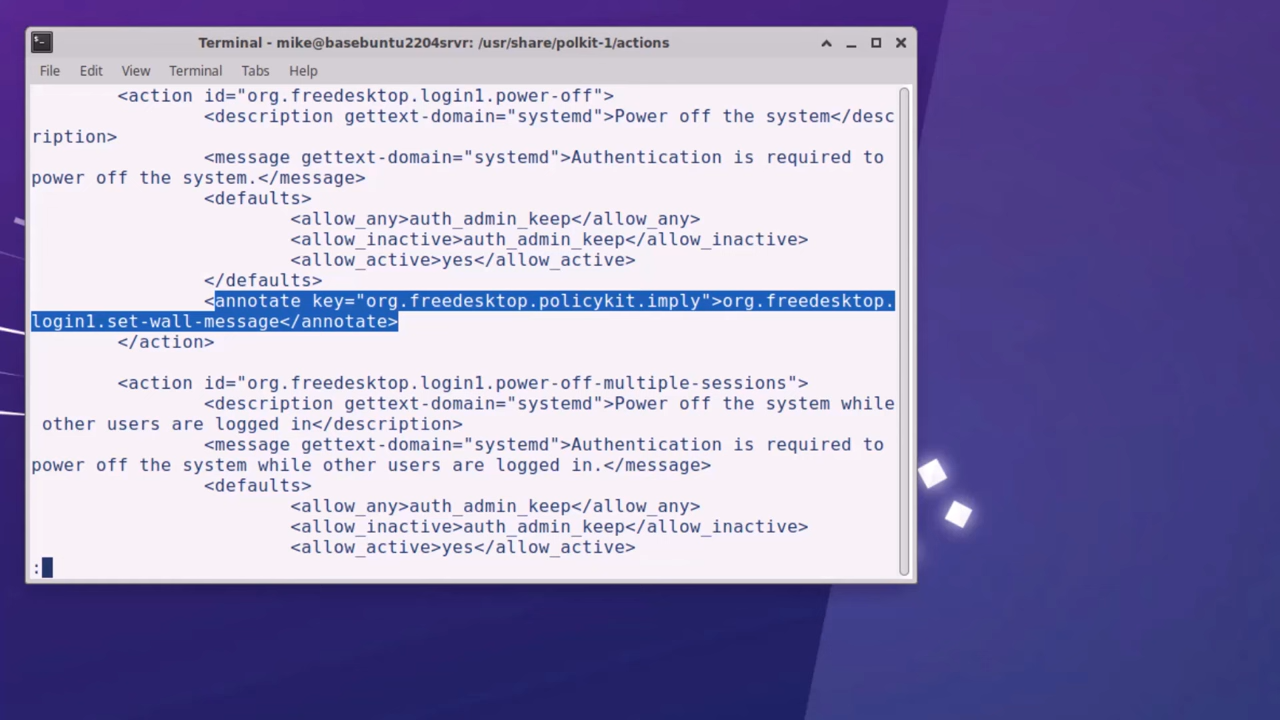 Terminal - mike@basebuntu2204srvr: /usr/share/polkit-1/actions
File Edit View Terminal Tabs Help
<action id="org.freedesktop.login1.power-off">
<description gettext-domain="systemd">Power off the system</desc
ription>
<message gettext-domain="systemd">Authentication is required to
power off the system.</message>
<defaults>
<allow_any>auth_admin_keep</allow_any>
<allow_inactive>auth_admin_keep</allow_inactive>
<allow_active>yes</allow_active>
</defaults>
<annotate key="org.freedesktop.policykit.imply">org.freedesktop.
login1.set-wall-message</annotate>
</action>
<action id="org.freedesktop.login1.power-off-multiple-sessions">
<description gettext-domain="systemd">Power off the system while
other users are logged in</description>
<message gettext-domain="systemd">Authentication is required to
power off the system while other users are logged in.</message>
<defaults>
<allow_any>auth_admin_keep</allow_any>
<allow_inactive>auth_admin_keep</allow_inactive>
<allow_active>yes</allow_active>
: